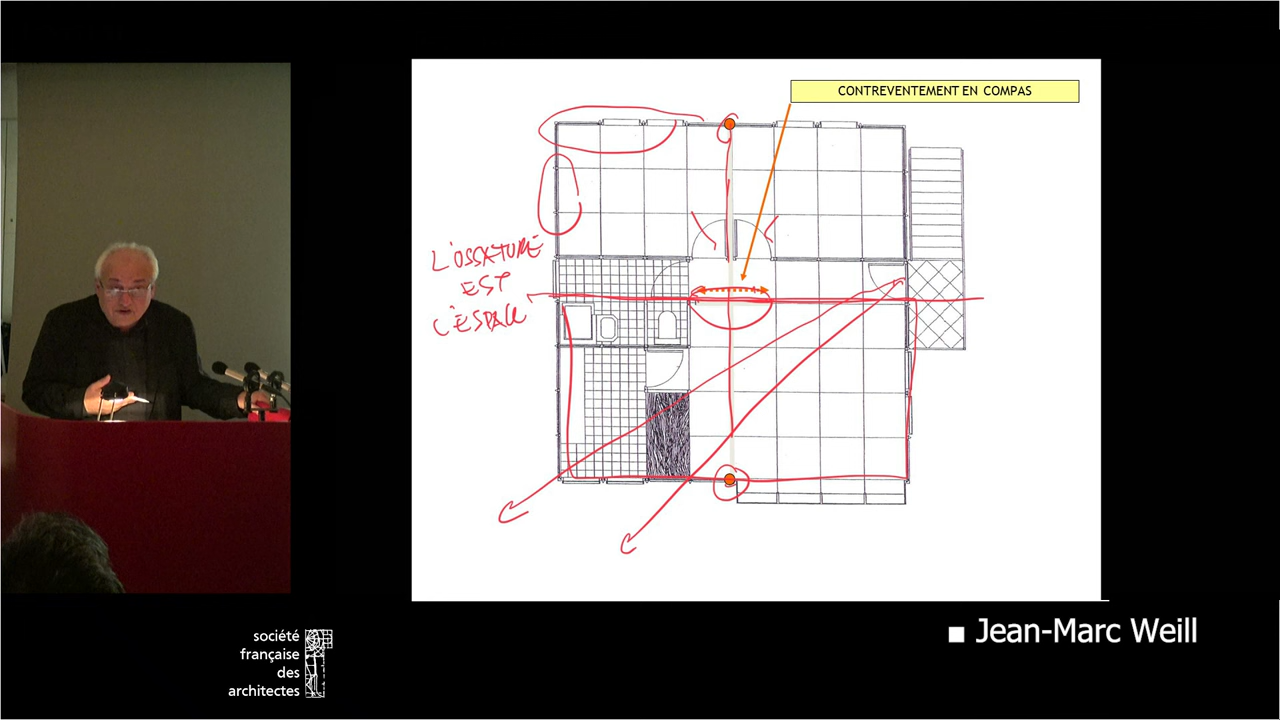 CONTREVENTEMENT EN COMPAS
L'OSSATURE
EST
L'ESPACE
société
française
des
architectes
Jean-Marc Weill